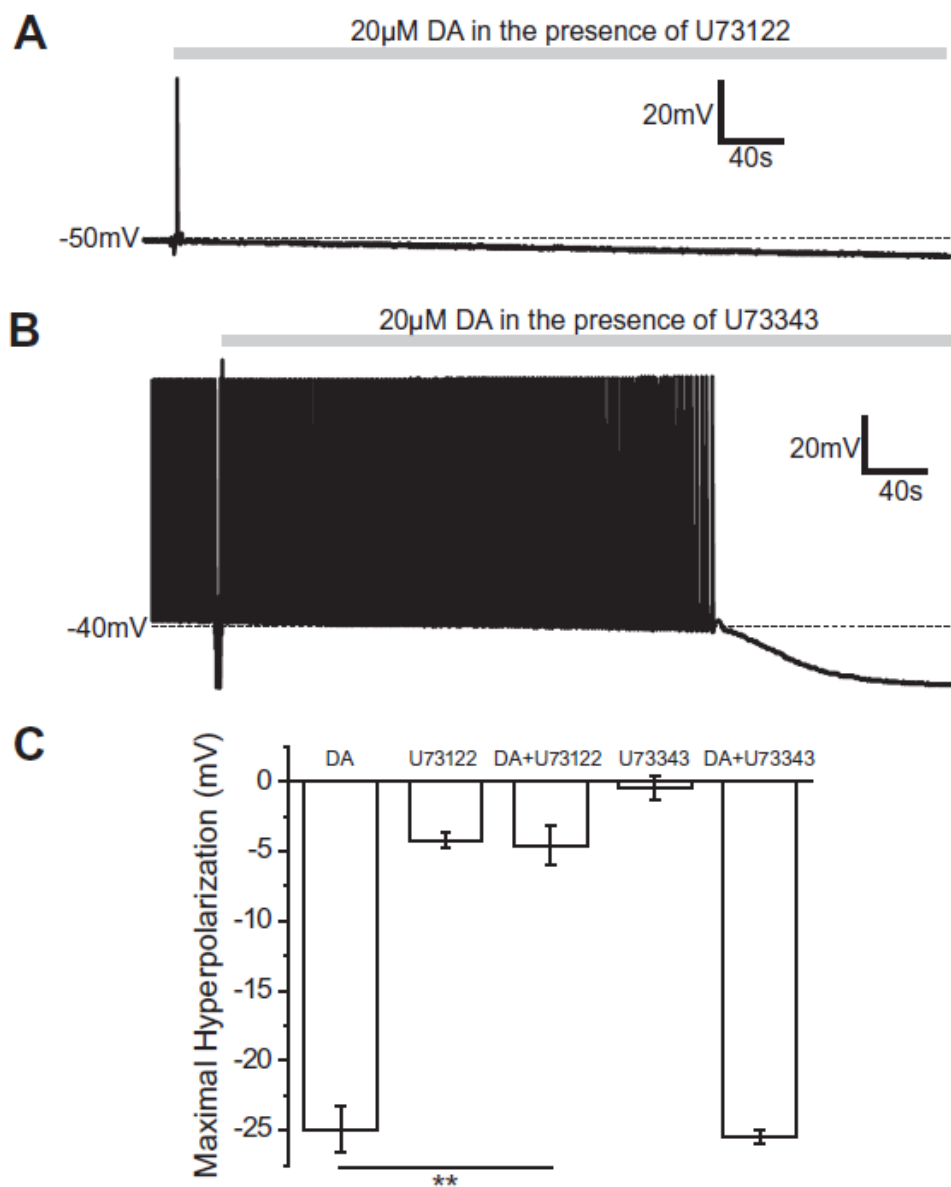 A
20µM DA in the presence of U73122
20mV
40s
-50mV
B
20µM DA in the presence of U73343
20mV
40s
-40mV
C
Maximal Hyperpolarization (mV)
DA U73122 DA+U73122 U73343 DA+U73343
0
-5
-10
-15
-20
-25
**